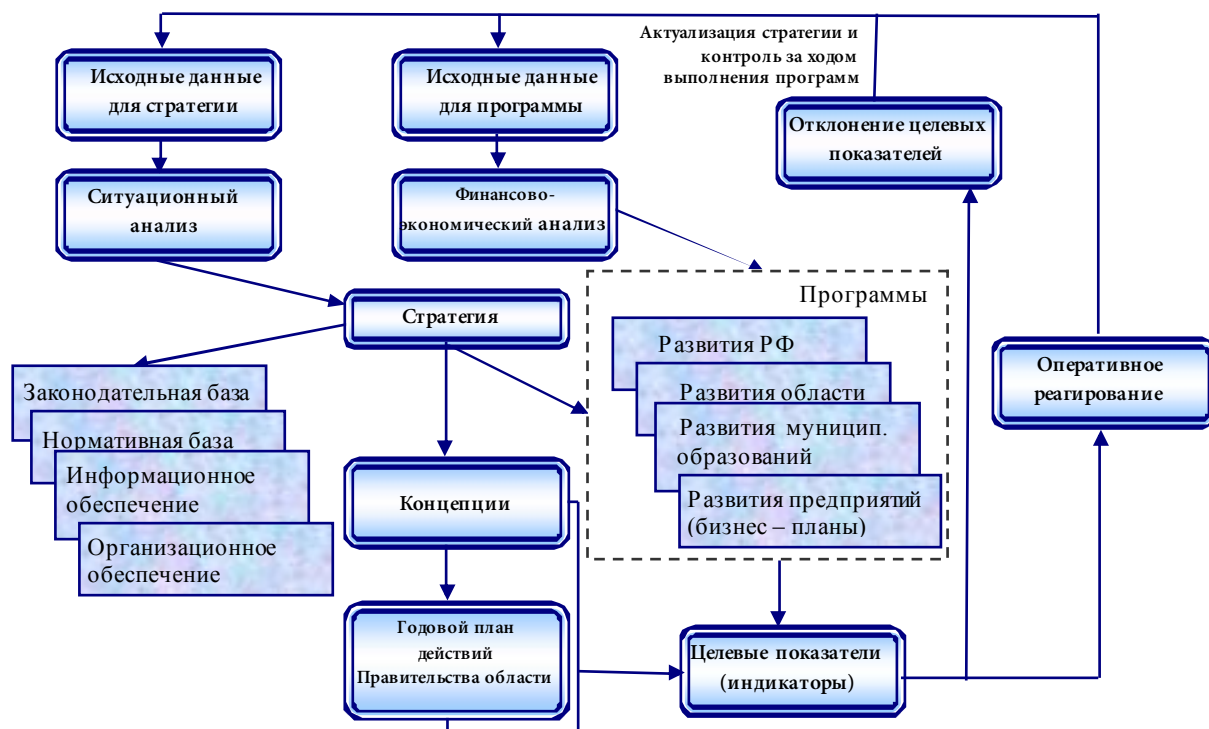 Актуализация стратегии и
контроль за ходом
выполнения программ
Исходные данные
для стратегии
Исходные данные
для программы
Отклонение целевых
показателей
Ситуационный
анализ
Финансово-
экономический анализ
Программы
Стратегия
Развития РФ
Развития области
Развития муницип.
образований
Развития предприятий
(бизнес – планы)
Оперативное
реагирование
Законодательная база
Нормативная база
Информационное
обеспечение
Организационное
обеспечение
Концепции
Годовой план
действий
Правительства области
Целевые показатели
(индикаторы)